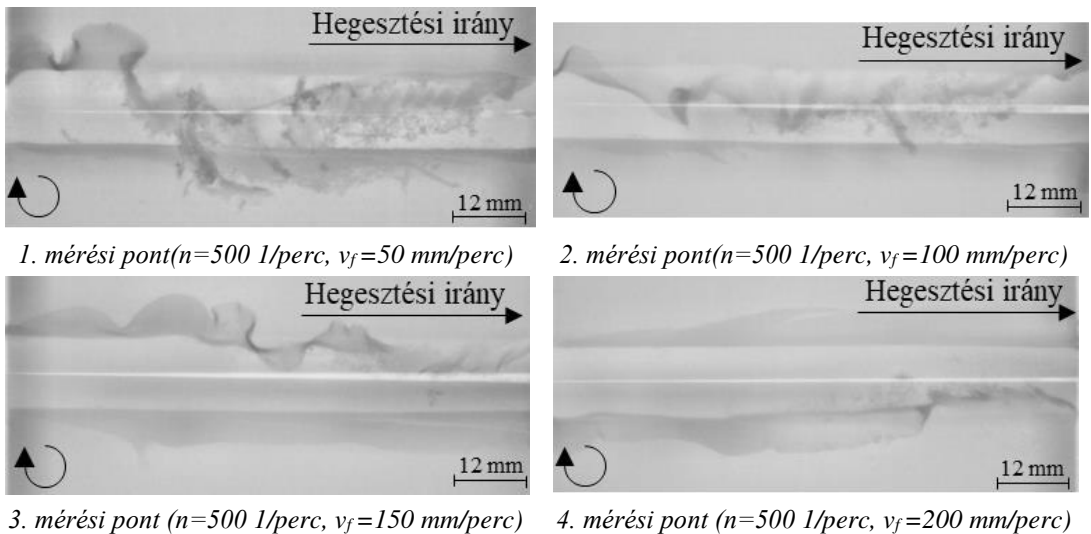 Hegesztési irány
12 mm
1. mérési pont(n=500 1/perc, vf=50 mm/perc)
Hegesztési irány
12 mm
2. mérési pont(n=500 1/perc, vf=100 mm/perc)
Hegesztési irány
12 mm
3. mérési pont (n=500 1/perc, vf=150 mm/perc)
Hegesztési irány
12 mm
4. mérési pont (n=500 1/perc, vf=200 mm/perc)